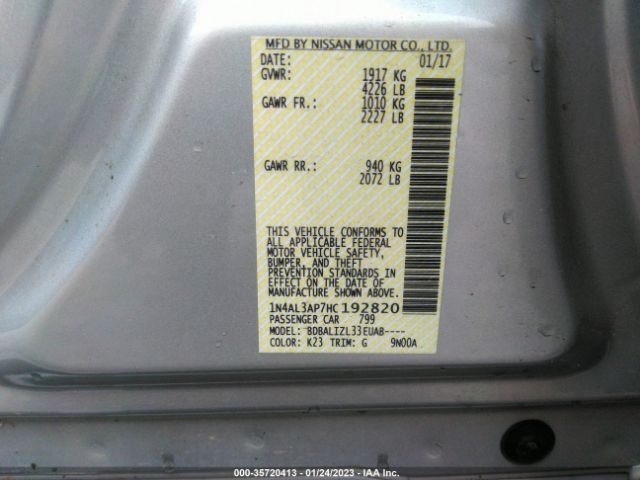 MFD BY NISSAN MOTOR CO., LTD.
DATE: 01/17
GVWR: 1917 KG
4226 LB
GAWR FR.: 1010 KG
2227 LB
GAWR RR.: 940 KG
2072 LB
THIS VEHICLE CONFORMS TO
ALL APPLICABLE FEDERAL
MOTOR VEHICLE SAFETY,
BUMPER, AND THEFT
PREVENTION STANDARDS IN
EFFECT ON THE DATE OF
MANUFACTURE SHOWN ABOVE.
1N4AL3AP7HC192820
PASSENGER CAR 799
MODEL: BDBALIZL33EUAB----
COLOR: K23 TRIM: G 9N00A
000-35720413 - 01/24/2023 - IAA Inc.